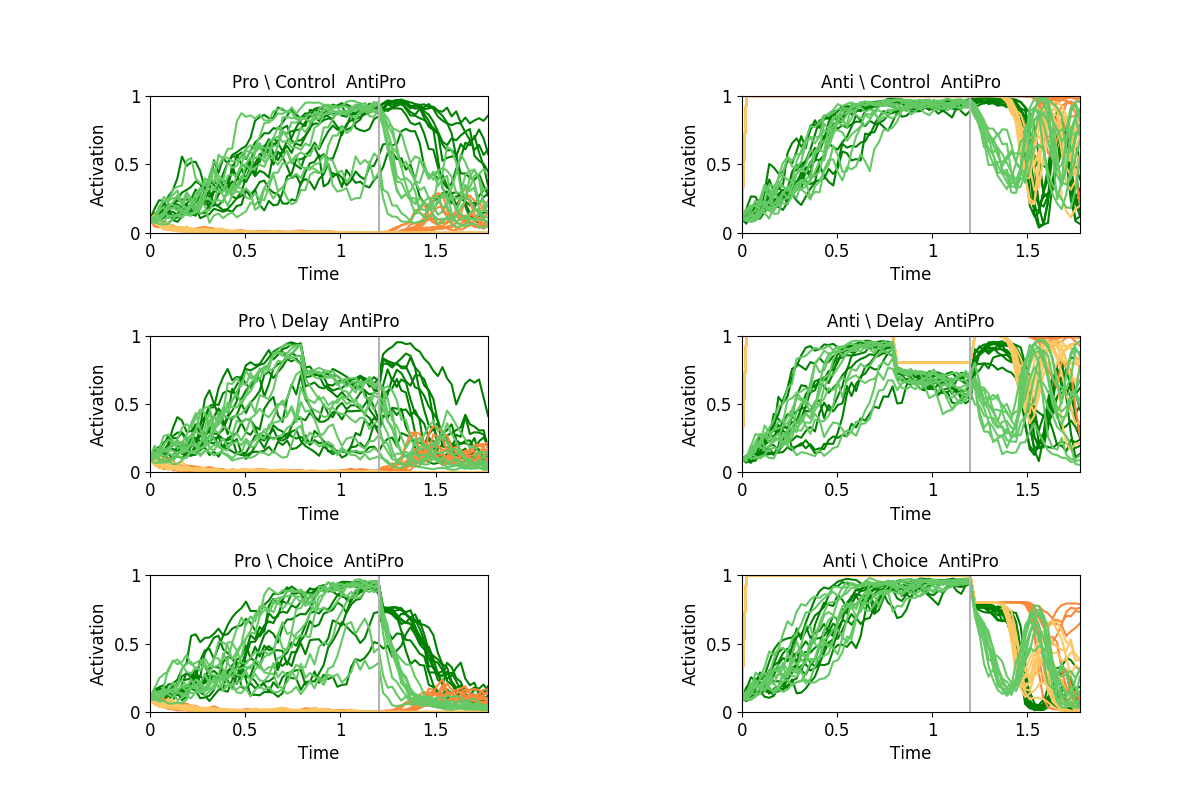 Pro \ Control  AntiPro
1
0.5
0
Activation
0 0.5 1 1.5
Time
Anti \ Control  AntiPro
1
0.5
0
Activation
0 0.5 1 1.5
Time
Pro \ Delay  AntiPro
1
0.5
0
Activation
0 0.5 1 1.5
Time
Anti \ Delay  AntiPro
1
0.5
0
Activation
0 0.5 1 1.5
Time
Pro \ Choice  AntiPro
1
0.5
0
Activation
0 0.5 1 1.5
Time
Anti \ Choice  AntiPro
1
0.5
0
Activation
0 0.5 1 1.5
Time